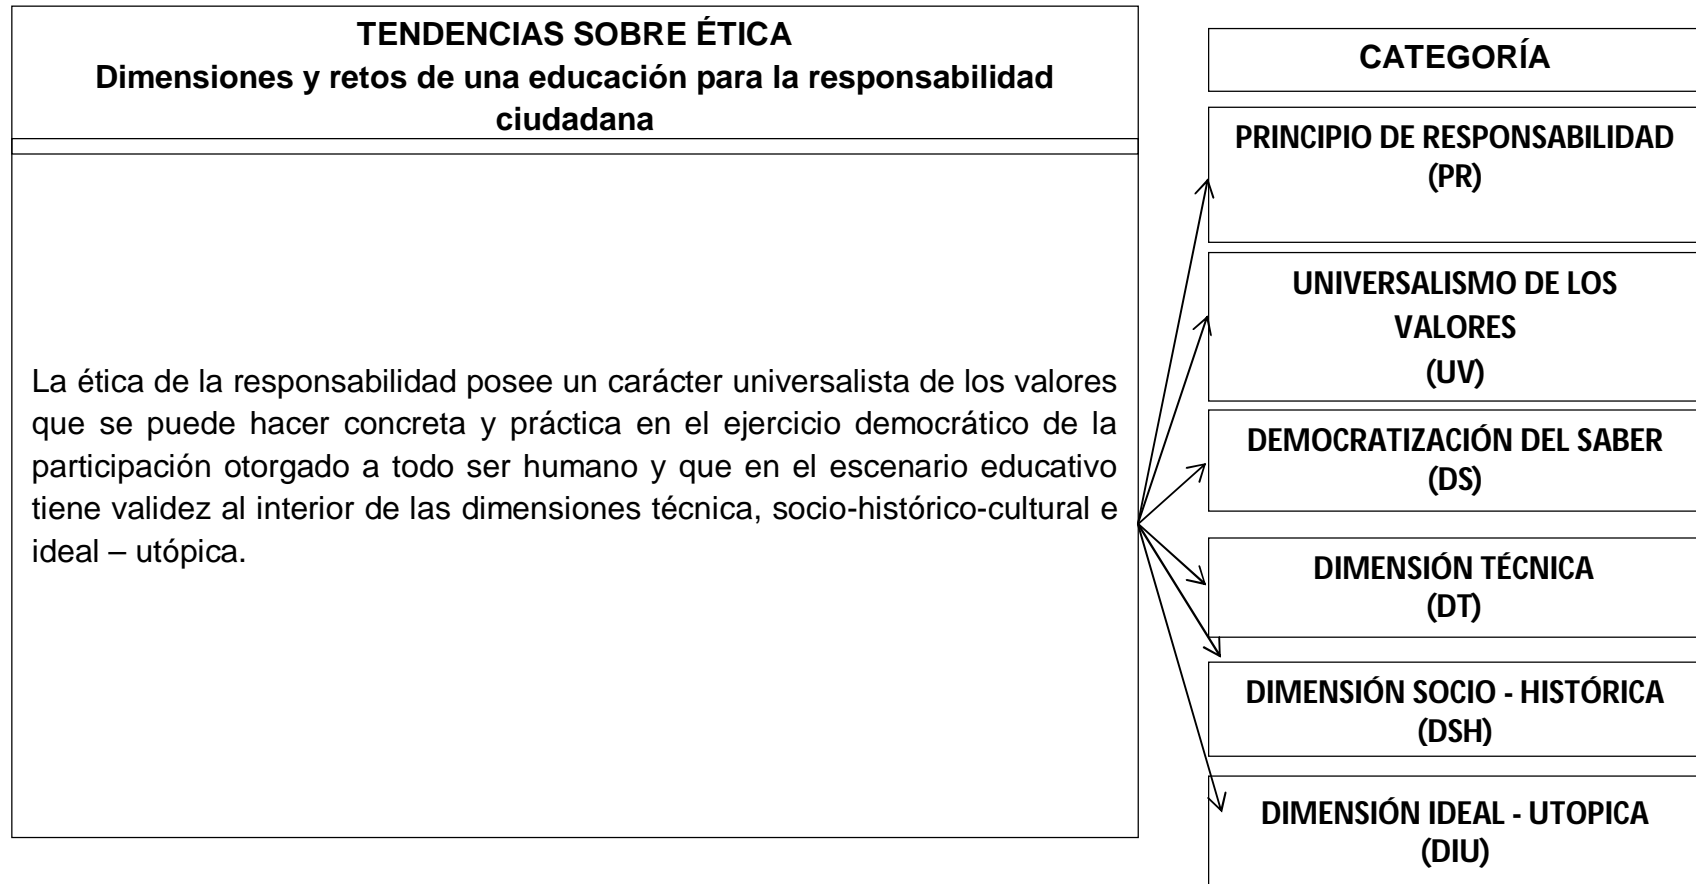 TENDENCIAS SOBRE ÉTICA
Dimensiones y retos de una educación para la responsabilidad
ciudadana
La ética de la responsabilidad posee un carácter universalista de los valores
que se puede hacer concreta y práctica en el ejercicio democrático de la
participación otorgado a todo ser humano y que en el escenario educativo
tiene validez al interior de las dimensiones técnica, socio-histórico-cultural e
ideal – utópica.
CATEGORÍA
PRINCIPIO DE RESPONSABILIDAD
(PR)
UNIVERSALISMO DE LOS
VALORES
(UV)
DEMOCRATIZACIÓN DEL SABER
(DS)
DIMENSIÓN TÉCNICA
(DT)
DIMENSIÓN SOCIO - HISTÓRICA
(DSH)
DIMENSIÓN IDEAL - UTOPICA
(DIU)